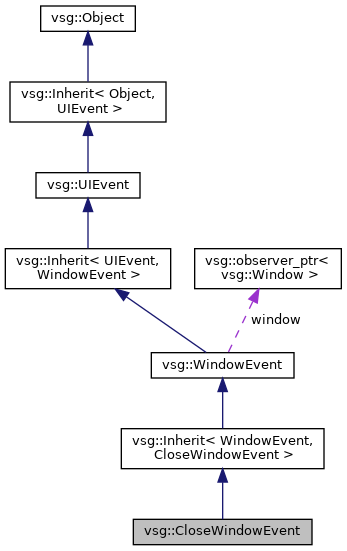 vsg::Object
vsg::Inherit< Object,
UIEvent >
vsg::UIEvent
vsg::Inherit< UIEvent,
WindowEvent >
vsg::observer_ptr<
vsg::Window >
window
vsg::WindowEvent
vsg::Inherit< WindowEvent,
CloseWindowEvent >
vsg::CloseWindowEvent